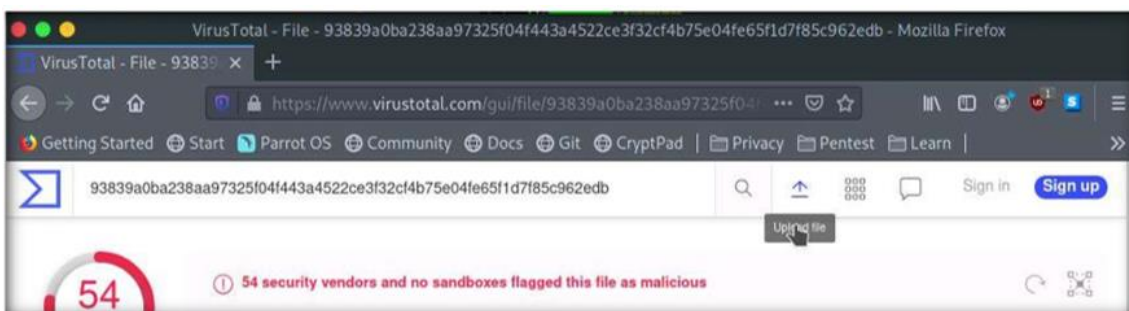 VirusTotal - File - 93839a0ba238aa97325f04f443a4522ce3f32cf4b75e04fe65f1d7f85c962edb - Mozilla Firefox
VirusTotal - File - 93839
https://www.virustotal.com/gui/file/93839a0ba238aa97325f04f
Getting Started Start Parrot OS Community Docs Git CryptPad Privacy Pentest Learn
93839a0ba238aa97325f04f443a4522ce3f32cf4b75e04fe65f1d7f85c962edb Sign in Sign up
Upload file
54 54 security vendors and no sandboxes flagged this file as malicious